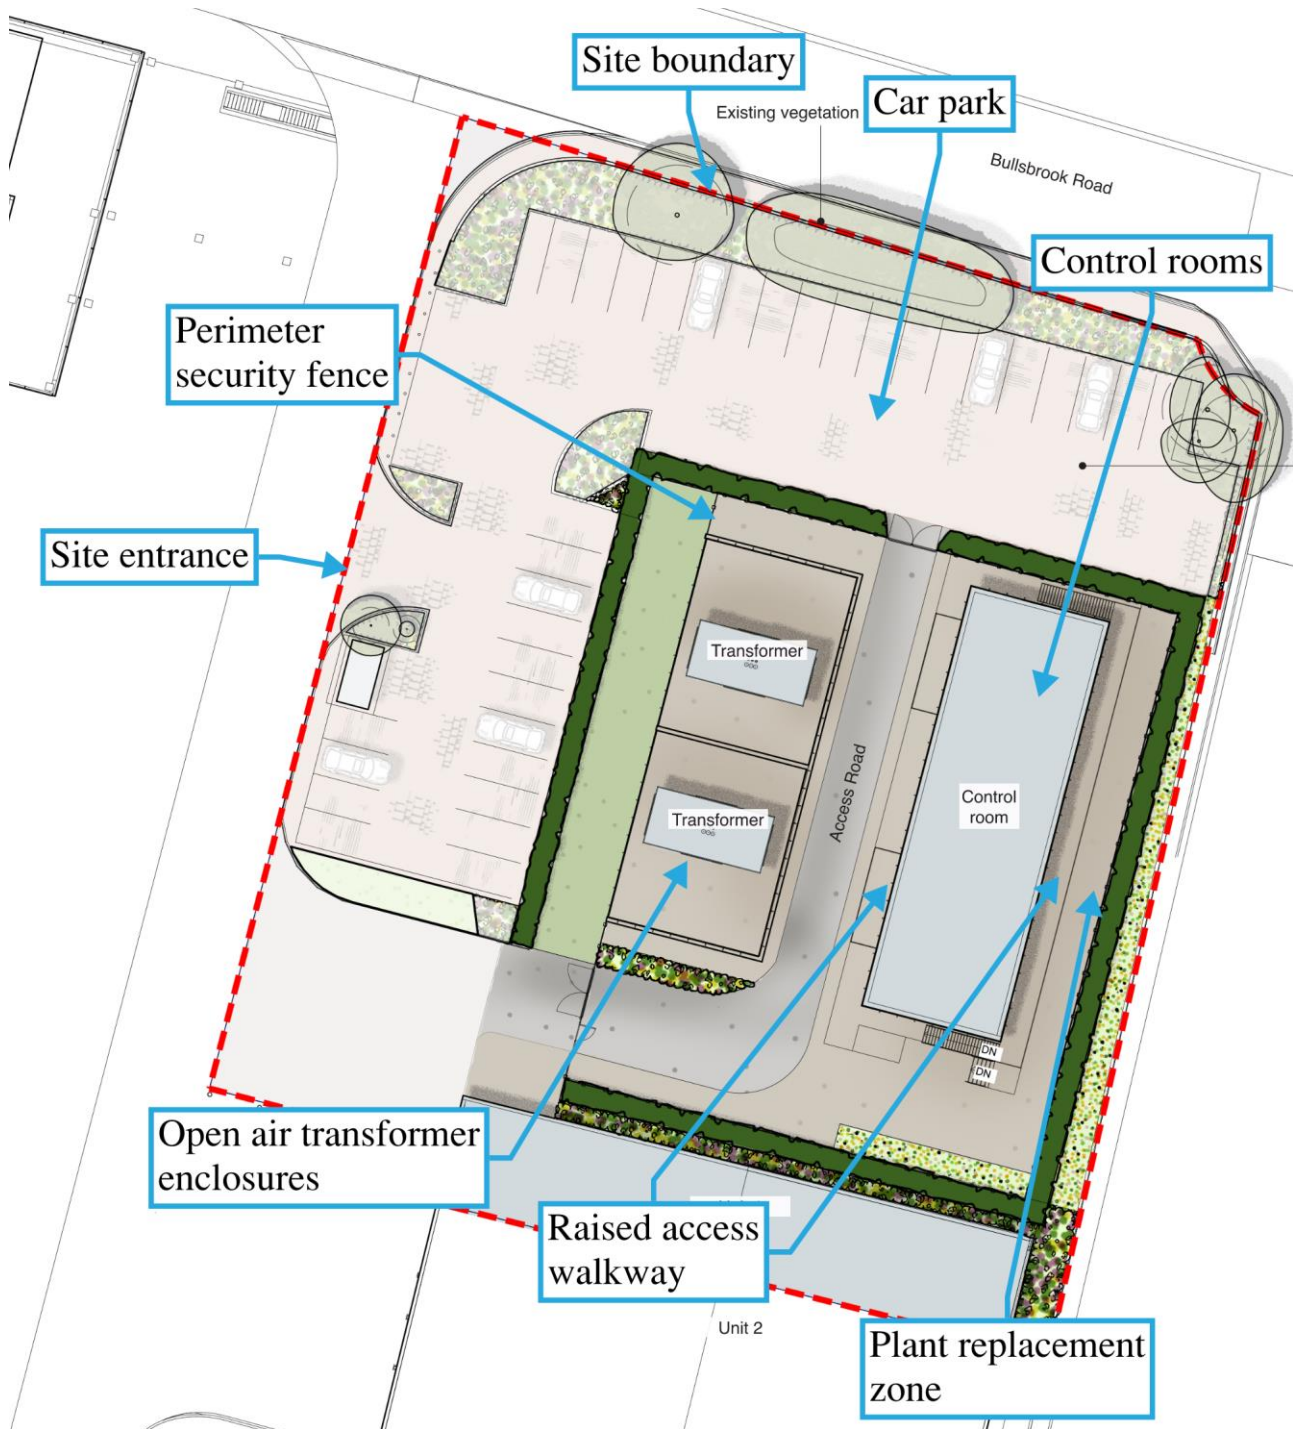 Site boundary
Existing vegetation
Car park
Bullsbrook Road
Control rooms
Perimeter
security fence
Site entrance
Transformer
Transformer
Access Road
Control
room
DN
DN
Open air transformer
enclosures
Raised access
walkway
Unit 2
Plant replacement
zone